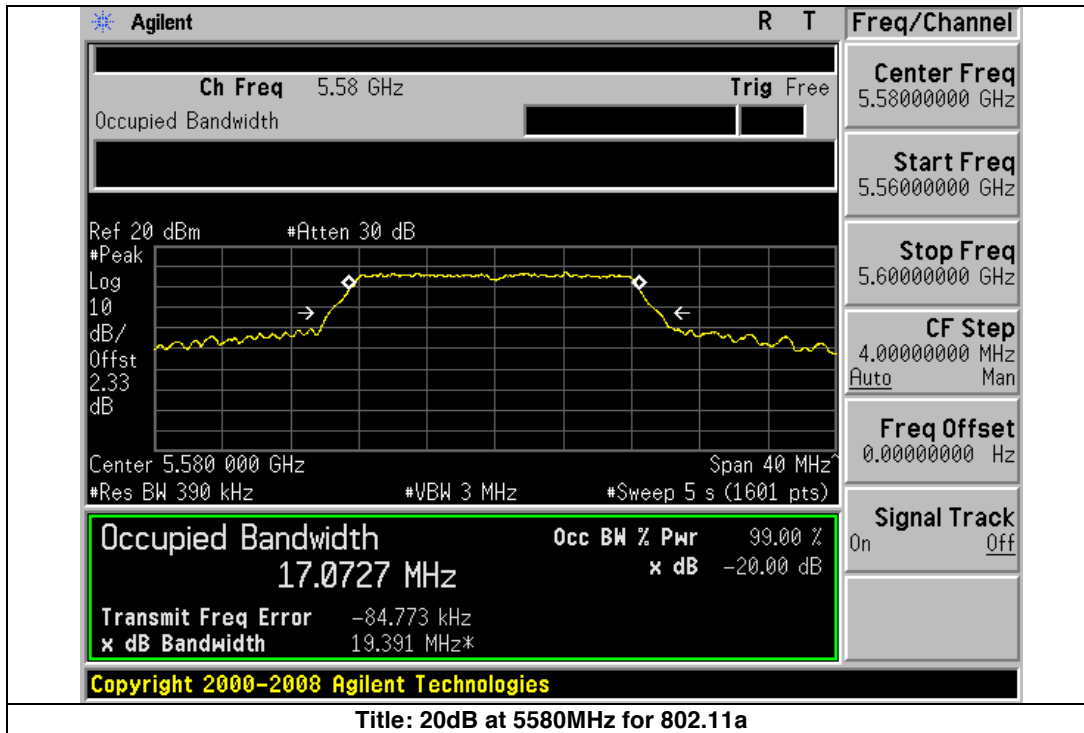 Agilent R T
Ch Freq 5.58 GHz Trig Free
Occupied Bandwidth
Ref 20 dBm #Atten 30 dB
#Peak
Log
10
dB/
Offst
2.33
dB
Center 5.580 000 GHz Span 40 MHz^
#Res BW 390 kHz #VBW 3 MHz #Sweep 5 s (1601 pts)
Occupied Bandwidth Occ BW % Pwr 99.00 %
17.0727 MHz x dB -20.00 dB
Transmit Freq Error -84.773 kHz
x dB Bandwidth 19.391 MHz*
Copyright 2000-2008 Agilent Technologies
Freq/Channel
Center Freq
5.58000000 GHz
Start Freq
5.56000000 GHz
Stop Freq
5.60000000 GHz
CF Step
4.00000000 MHz
Auto Man
Freq Offset
0.00000000 Hz
Signal Track
On Off
Title: 20dB at 5580MHz for 802.11a